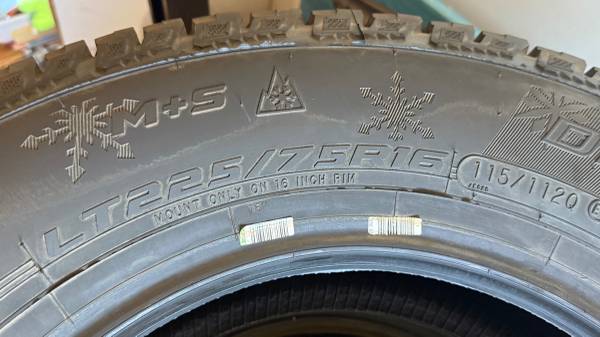 M+S
LT225/75R16
115/112Q
MOUNT ONLY ON 16 INCH RIM